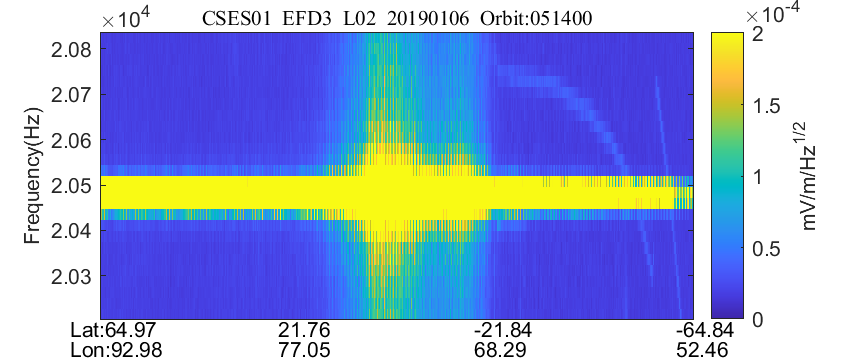 ×10⁴ CSES01 EFD3 L02 20190106 Orbit:051400 ×10⁻⁴
2.08
2.07
2.06
2.05
2.04
2.03
Frequency(Hz)
2
1.5
1
0.5
0
mV/m/Hz^1/2
Lat:64.97 21.76 -21.84 -64.84
Lon:92.98 77.05 68.29 52.46